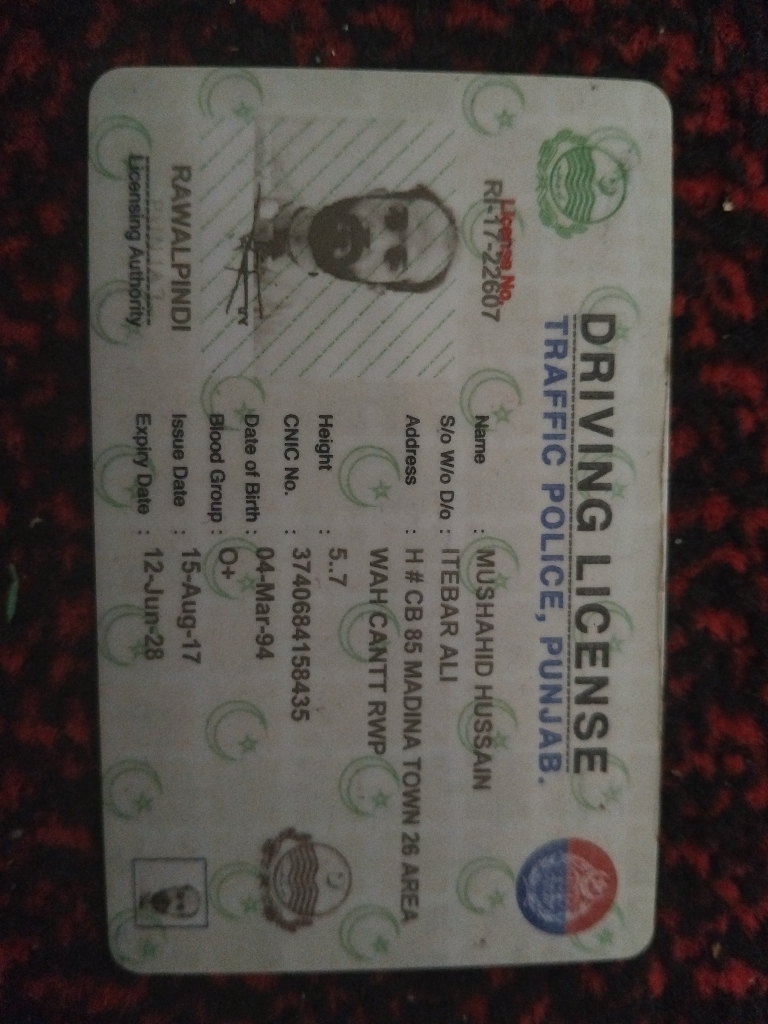 DRIVING LICENSE
TRAFFIC POLICE, PUNJAB.
License No.
RI-17-22607
Name : MUSHAHID HUSSAIN
S/o W/o D/o : ITEBAR ALI
Address : H # CB 85 MADINA TOWN 26 AREA
WAH CANTT RWP
Height : 5..7
CNIC No. : 3740684158435
Date of Birth : 04-Mar-94
Blood Group : O+
Issue Date : 15-Aug-17
Expiry Date : 12-Jun-28
RAWALPINDI
Licensing Authority